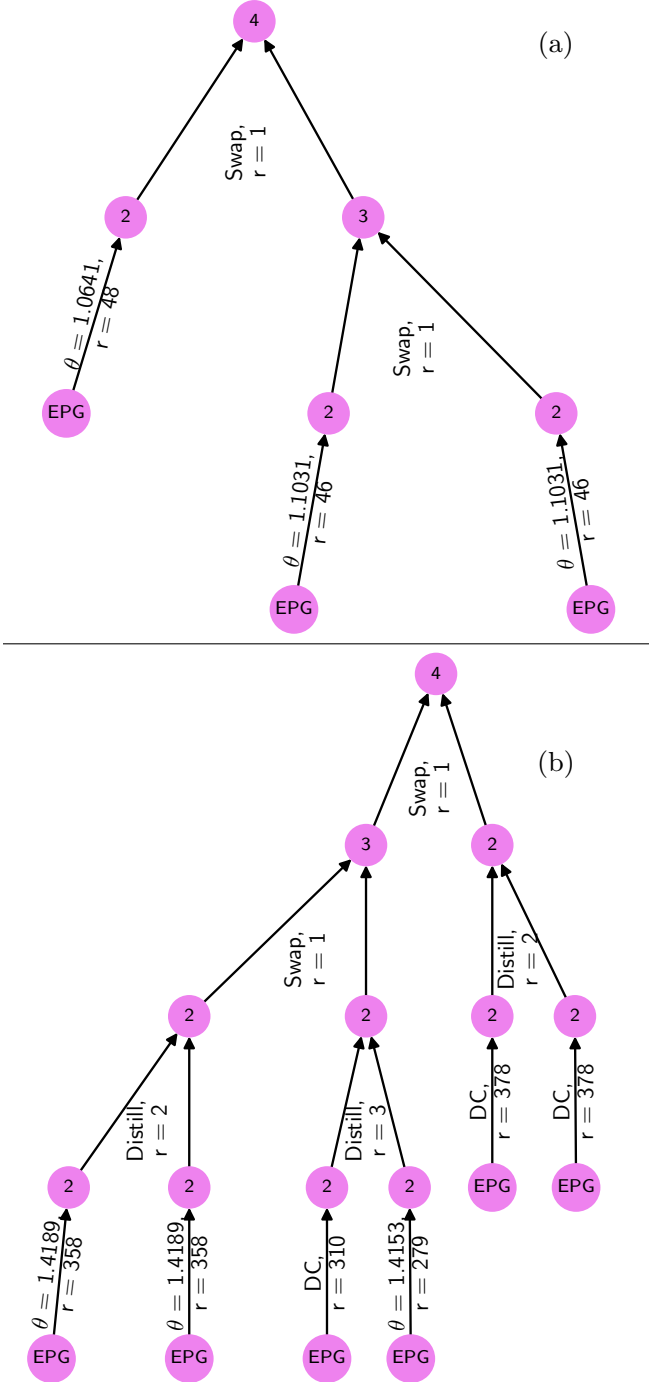 4
(a)
Swap,
r = 1
2
3
θ = 1.0641,
r = 48
Swap,
r = 1
EPG
2
2
θ = 1.1031,
r = 46
θ = 1.1031,
r = 46
EPG
EPG
4
(b)
Swap,
r = 1
3
2
Swap,
r = 1
Distill,
r = 2
2
2
2
2
Distill,
r = 2
Distill,
r = 3
DC,
r = 378
DC,
r = 378
2
2
2
2
EPG
EPG
θ = 1.4189,
r = 358
θ = 1.4189,
r = 358
DC,
r = 310
θ = 1.4153,
r = 279
EPG
EPG
EPG
EPG